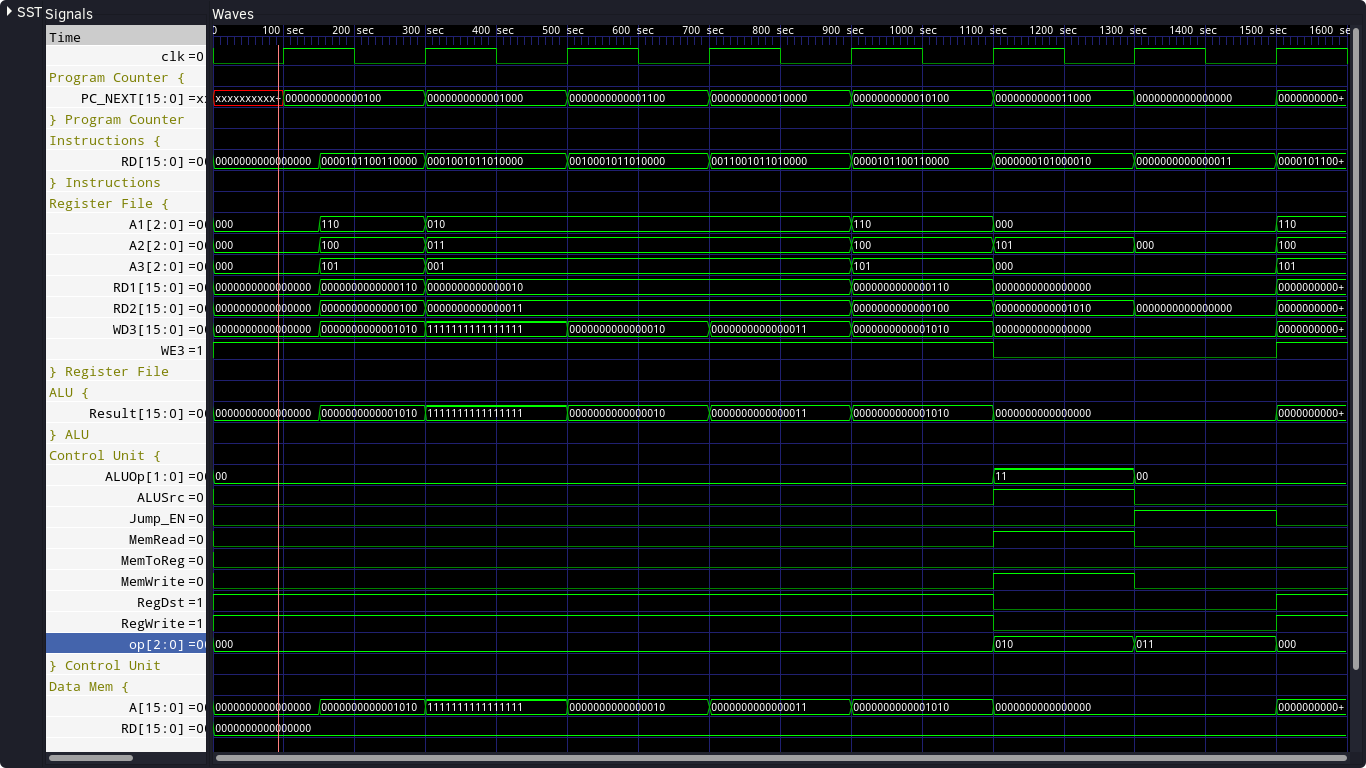 SST Signals Waves
Time 0 100 sec 200 sec 300 sec 400 sec 500 sec 600 sec 700 sec 800 sec 900 sec 1000 sec 1100 sec 1200 sec 1300 sec 1400 sec 1500 sec 1600 se
clk =0
Program Counter {
PC_NEXT[15:0] =x xxxxxxxxxx+ 0000000000000100 0000000000001000 0000000000001100 0000000000010000 0000000000010100 0000000000011000 0000000000000000 0000000000+
} Program Counter
Instructions {
RD[15:0] =0 0000000000000000 0000101100110000 0001001011010000 0010001011010000 0011001011010000 0000101100110000 0000000101000010 0000000000000011 0000101100+
} Instructions
Register File {
A1[2:0] =0 000 110 010 110 000 110
A2[2:0] =0 000 100 011 100 101 000 100
A3[2:0] =0 000 101 001 101 000 101
RD1[15:0] =0 0000000000000000 0000000000000110 0000000000000010 0000000000000110 0000000000000000 0000000000+
RD2[15:0] =0 0000000000000000 0000000000000100 0000000000000011 0000000000000100 0000000000001010 0000000000000000 0000000000+
WD3[15:0] =0 0000000000000000 0000000000001010 1111111111111111 0000000000000010 0000000000000011 0000000000001010 0000000000000000 0000000000+
WE3 =1
} Register File
ALU {
Result[15:0] =0 0000000000000000 0000000000001010 1111111111111111 0000000000000010 0000000000000011 0000000000001010 0000000000000000 0000000000+
} ALU
Control Unit {
ALUOp[1:0] =0 00 11 00
ALUSrc =0
Jump_EN =0
MemRead =0
MemToReg =0
MemWrite =0
RegDst =1
RegWrite =1
op[2:0] =0 000 010 011 000
} Control Unit
Data Mem {
A[15:0] =0 0000000000000000 0000000000001010 1111111111111111 0000000000000010 0000000000000011 0000000000001010 0000000000000000 0000000000+
RD[15:0] =0 0000000000000000